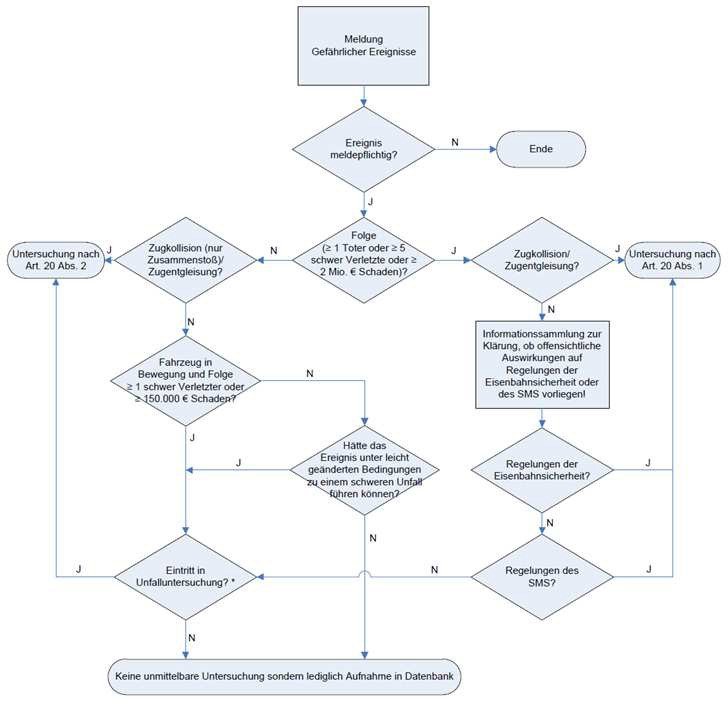 Meldung
Gefährlicher Ereignisse
Ereignis
meldepflichtig?
N
Ende
J
Folge
(≥ 1 Toter oder ≥ 5
schwer Verletzte oder ≥
2 Mio. € Schaden)?
N
J
Zugkollision (nur
Zusammenstoß)/
Zugentgleisung?
J
Untersuchung nach
Art. 20 Abs. 2
Zugkollision/
Zugentgleisung?
J
Untersuchung nach
Art. 20 Abs. 1
N
N
Informationssammlung zur
Klärung, ob offensichtliche
Auswirkungen auf
Regelungen der
Eisenbahnsicherheit oder
des SMS vorliegen!
Fahrzeug in
Bewegung und Folge
≥ 1 schwer Verletzter oder
≥ 150.000 € Schaden?
N
J
Hätte das
Ereignis unter leicht
geänderten Bedingungen
zu einem schweren Unfall
führen können?
J
N
Regelungen der
Eisenbahnsicherheit?
J
N
Regelungen des
SMS?
J
N
Eintritt in
Unfalluntersuchung? *
J
N
Keine unmittelbare Untersuchung sondern lediglich Aufnahme in Datenbank